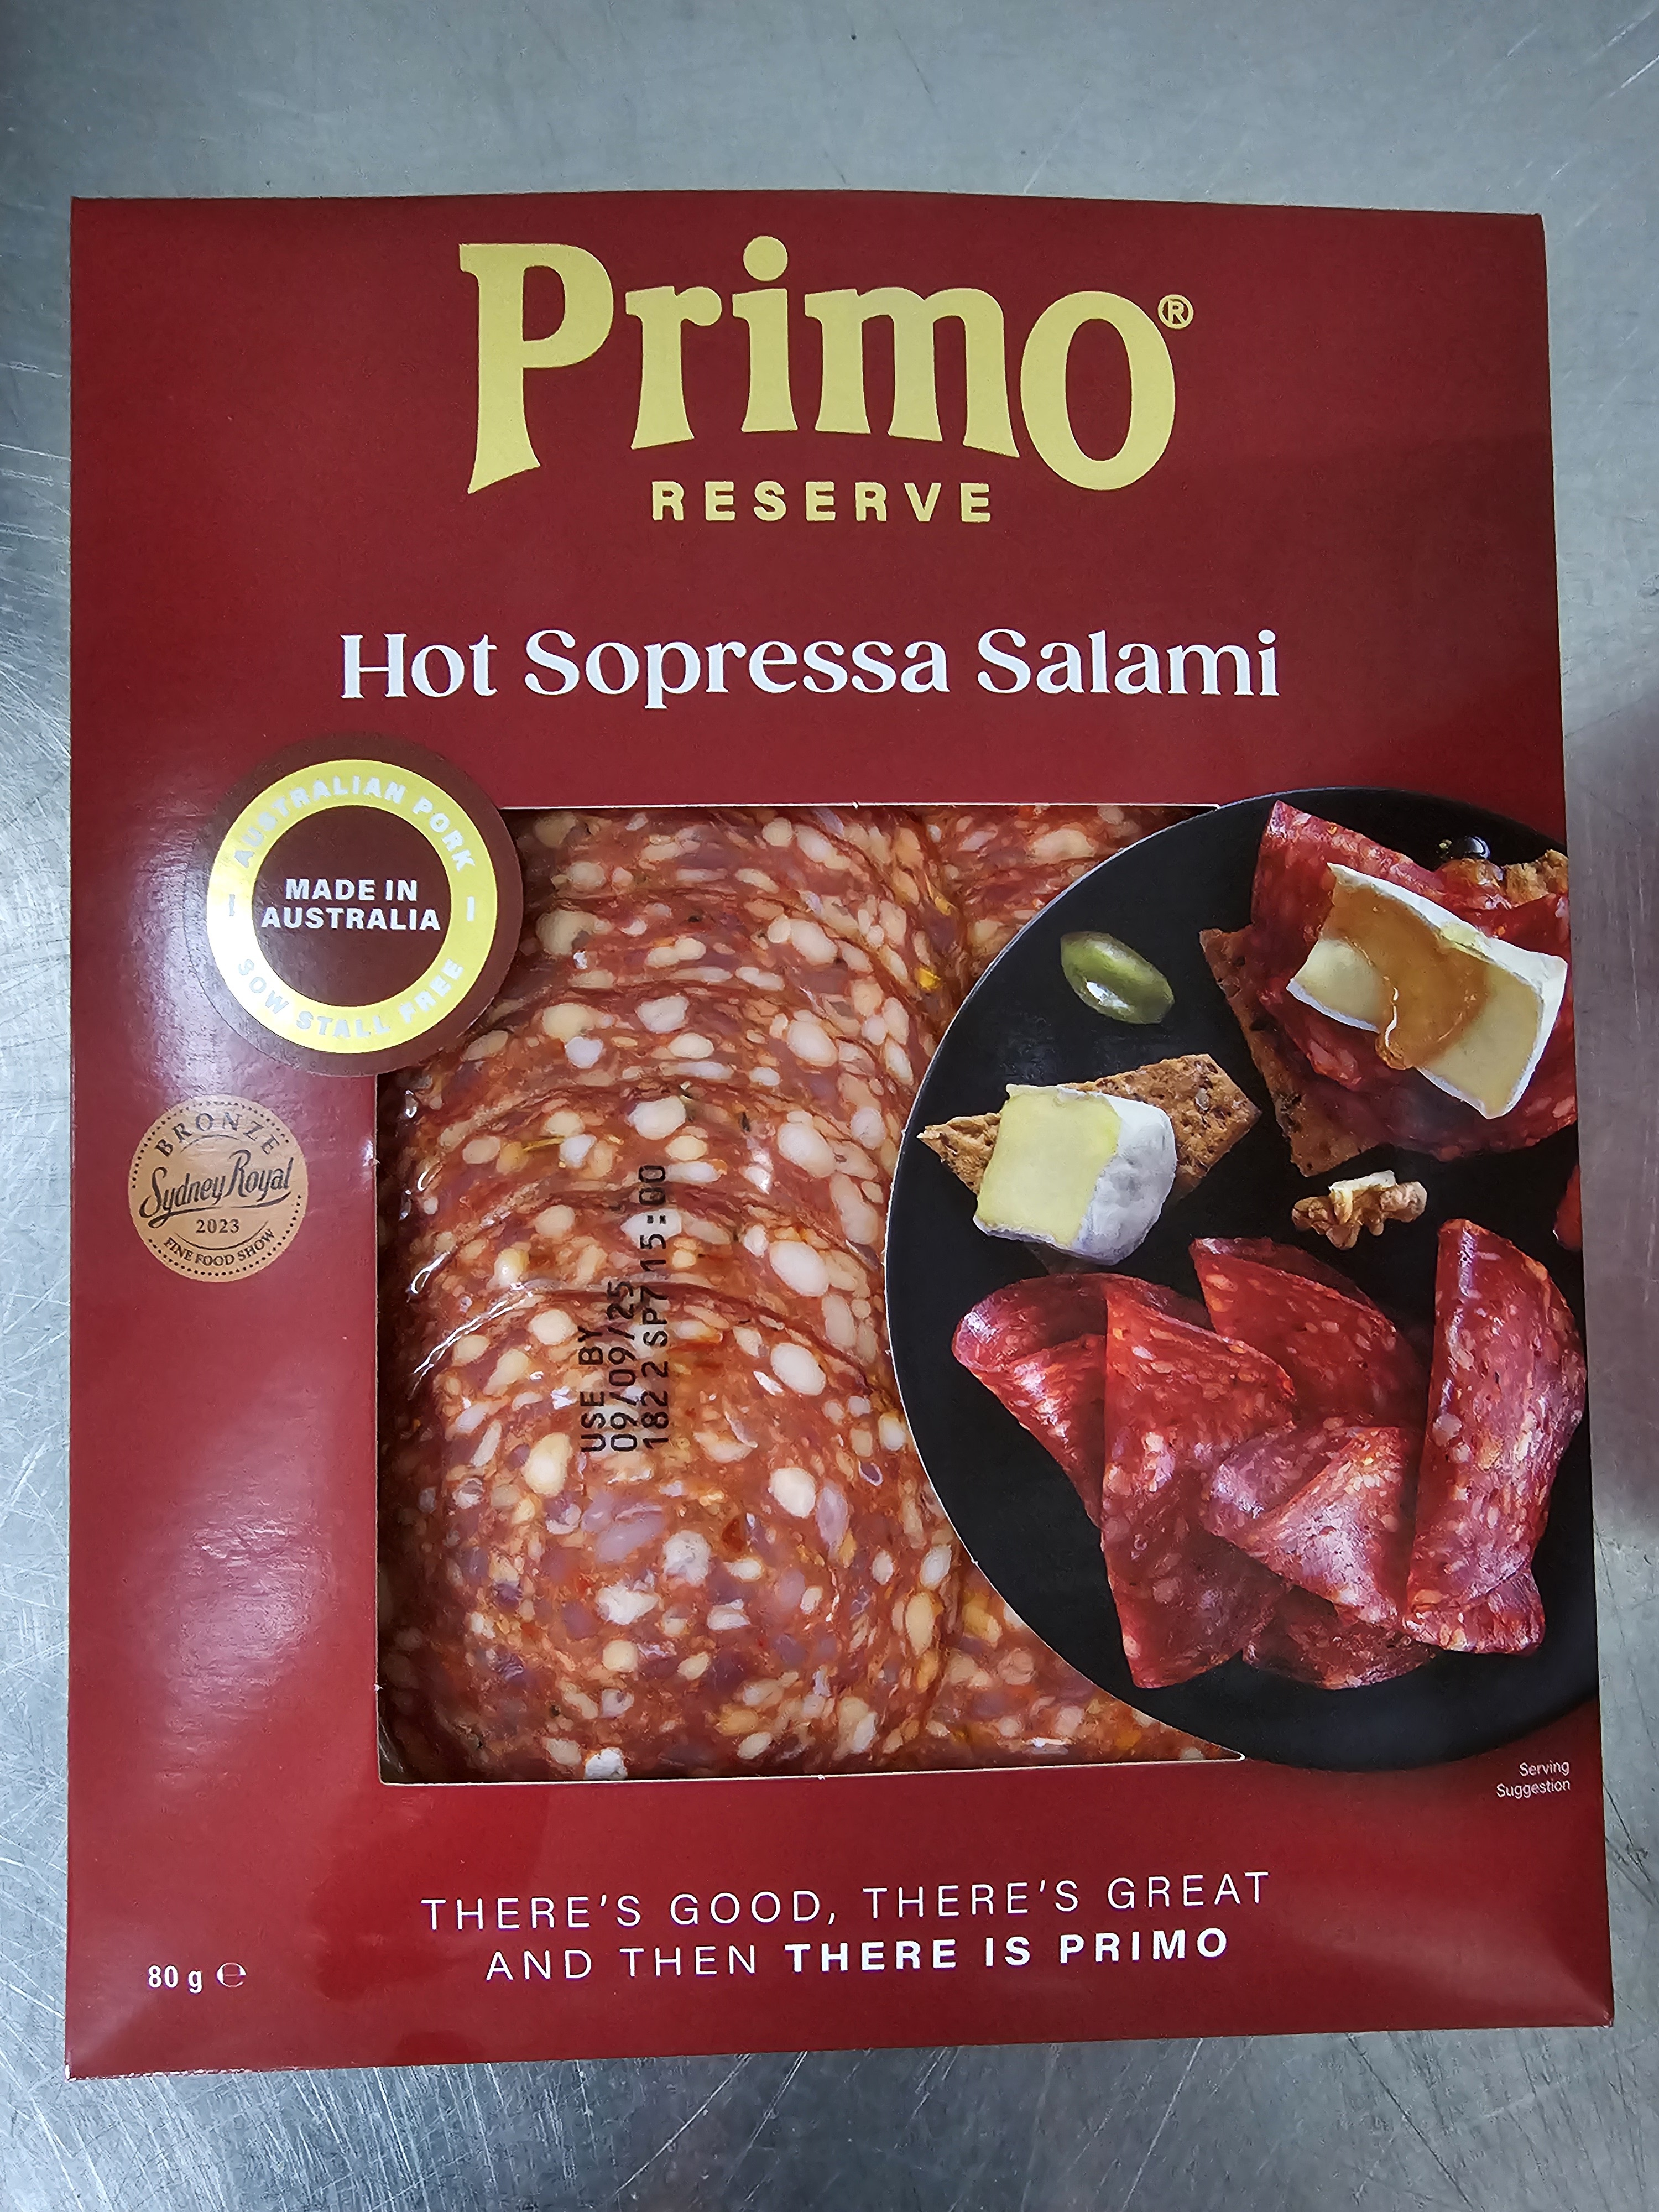 Primo®
RESERVE
Hot Sopressa Salami
AUSTRALIAN PORK
MADE IN
AUSTRALIA
SOW STALL FREE
BRONZE
Sydney Royal
2023
FINE FOOD SHOW
USE BY
09/09/25
182 2 SP7 15:00
Serving
Suggestion
THERE'S GOOD, THERE'S GREAT
AND THEN THERE IS PRIMO
80 g ℮